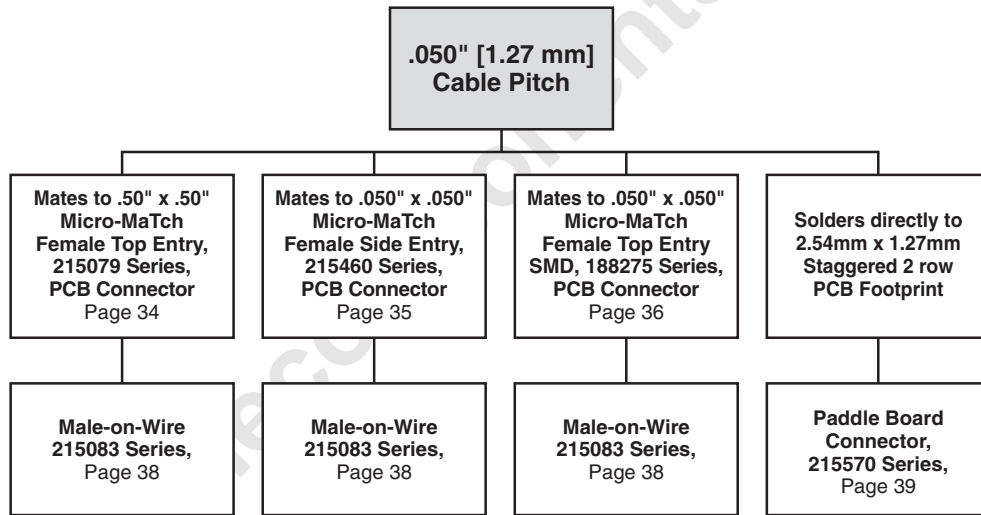 .050" [1.27 mm]
Cable Pitch
Mates to .50" x .50"
Micro-MaTch
Female Top Entry,
215079 Series,
PCB Connector
Page 34
Mates to .050" x .050"
Micro-MaTch
Female Side Entry,
215460 Series,
PCB Connector
Page 35
Mates to .050" x .050"
Micro-MaTch
Female Top Entry
SMD, 188275 Series,
PCB Connector
Page 36
Solders directly to
2.54mm x 1.27mm
Staggered 2 row
PCB Footprint
Male-on-Wire
215083 Series,
Page 38
Male-on-Wire
215083 Series,
Page 38
Male-on-Wire
215083 Series,
Page 38
Paddle Board
Connector,
215570 Series,
Page 39